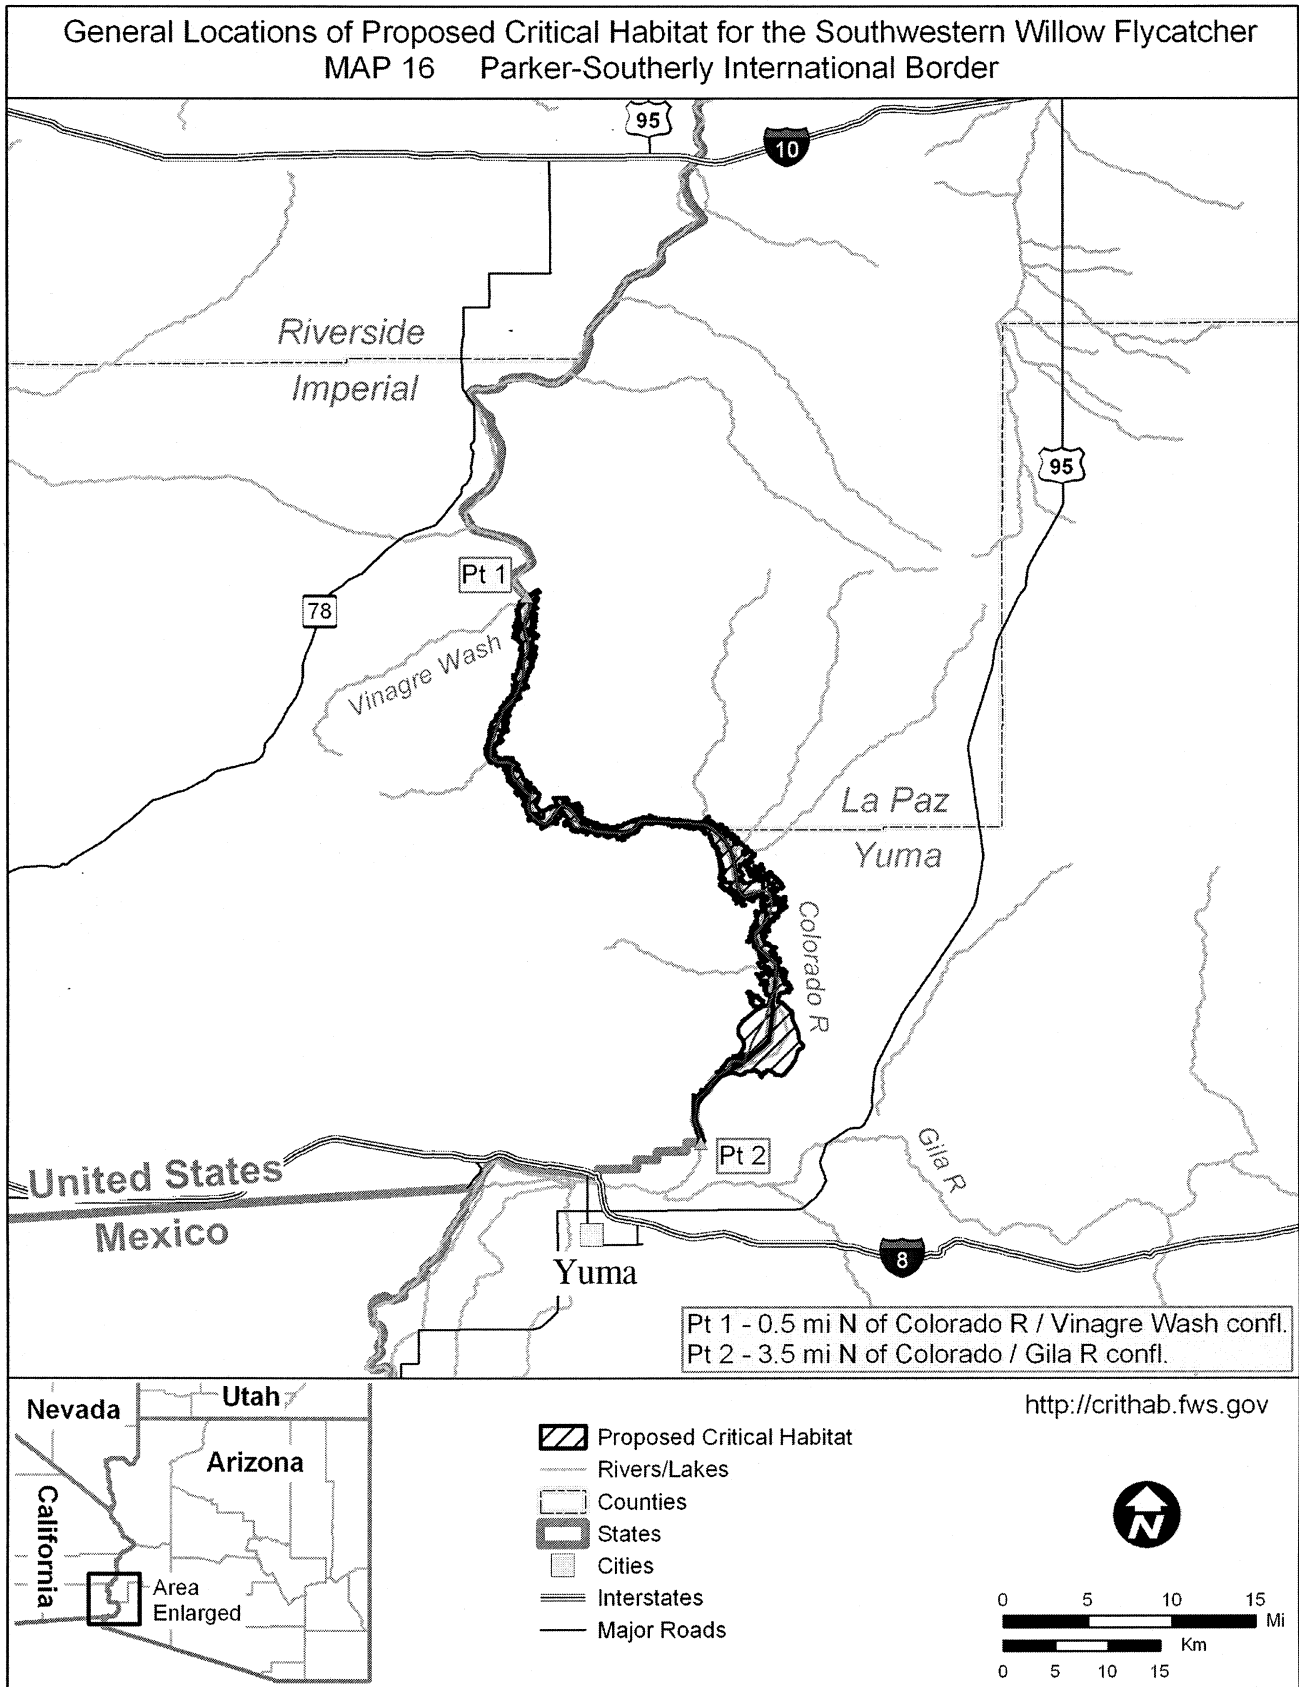 General Locations of Proposed Critical Habitat for the Southwestern Willow Flycatcher
MAP 16 Parker-Southerly International Border
95
10
Riverside
Imperial
95
Pt 1
78
Vinagre Wash
La Paz
Yuma
Colorado R
Pt 2
Gila R
United States
Mexico
8
Yuma
Pt 1 - 0.5 mi N of Colorado R / Vinagre Wash confl.
Pt 2 - 3.5 mi N of Colorado / Gila R confl.
Nevada
Utah
Arizona
California
Area
Enlarged
Proposed Critical Habitat
Rivers/Lakes
Counties
States
Cities
Interstates
Major Roads
http://crithab.fws.gov
N
0 5 10 15
Mi
Km
0 5 10 15